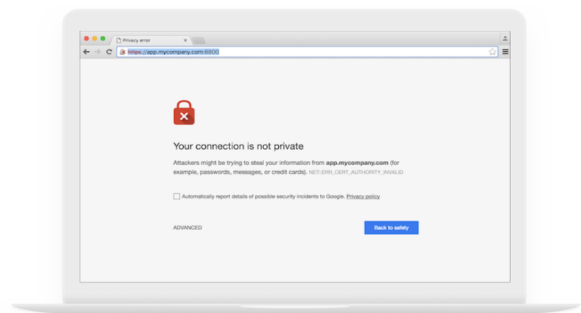 Privacy error
https://app.mycompany.com:8800
Your connection is not private
Attackers might be trying to steal your information from app.mycompany.com (for
example, passwords, messages, or credit cards). NET::ERR_CERT_AUTHORITY_INVALID
Automatically report details of possible security incidents to Google. Privacy policy
ADVANCED
Back to safety